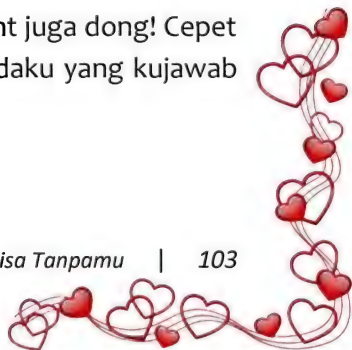 nt juga dong! Cepet
daku yang kujawab
isa Tanpamu | 103